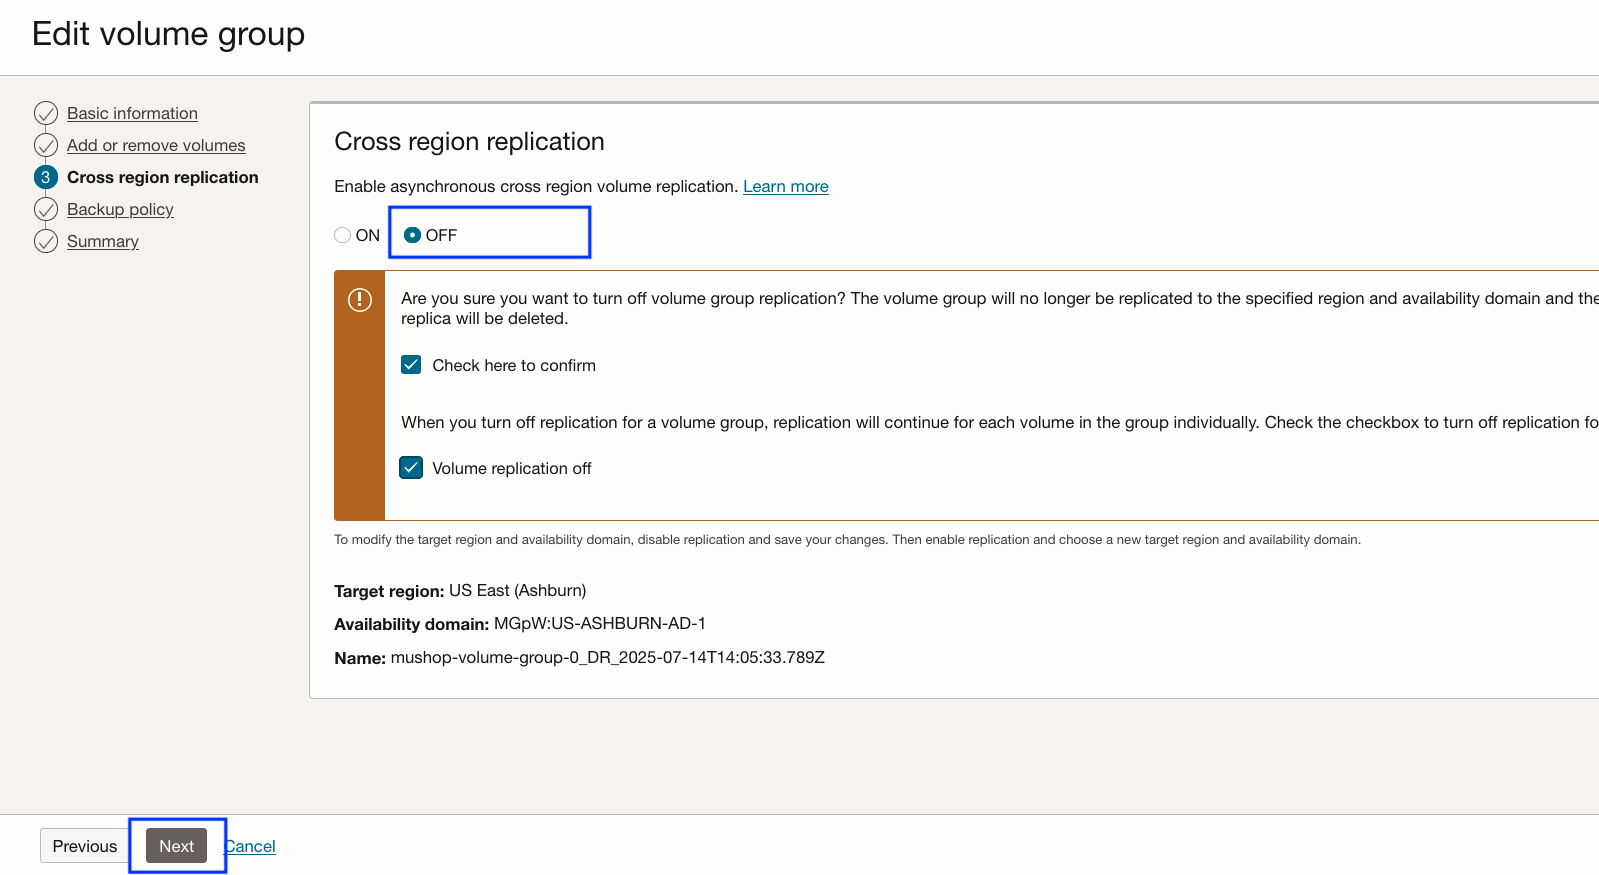 Edit volume group
Basic information
Add or remove volumes
3 Cross region replication
Backup policy
Summary
Cross region replication
Enable asynchronous cross region volume replication. Learn more
ON OFF
Are you sure you want to turn off volume group replication? The volume group will no longer be replicated to the specified region and availability domain and the
replica will be deleted.
Check here to confirm
When you turn off replication for a volume group, replication will continue for each volume in the group individually. Check the checkbox to turn off replication fo
Volume replication off
To modify the target region and availability domain, disable replication and save your changes. Then enable replication and choose a new target region and availability domain.
Target region: US East (Ashburn)
Availability domain: MGpW:US-ASHBURN-AD-1
Name: mushop-volume-group-0_DR_2025-07-14T14:05:33.789Z
Previous Next Cancel